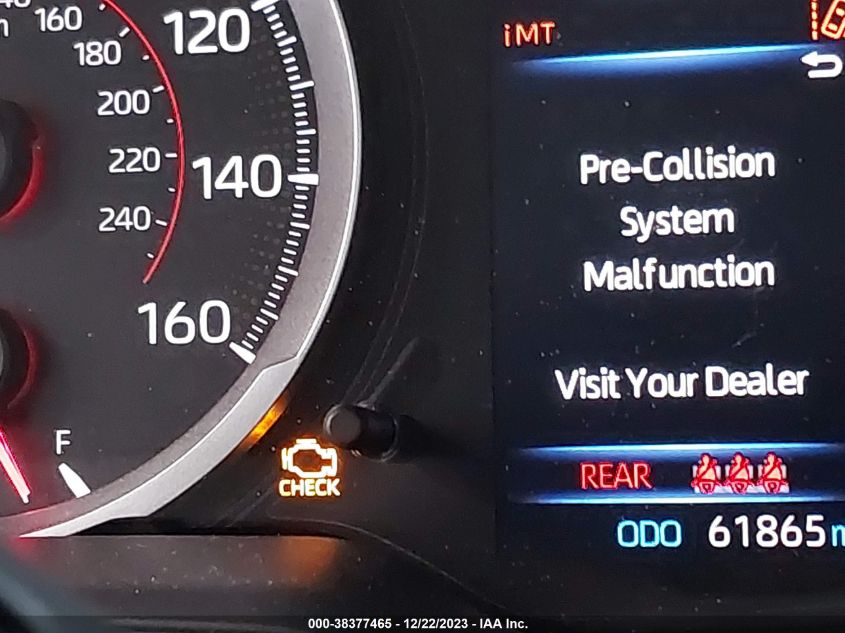 160
180
200
220
240
120
140
160
F
CHECK
iMT
Pre-Collision
System
Malfunction
Visit Your Dealer
REAR
ODO 61865
000-38377465 - 12/22/2023 - IAA Inc.